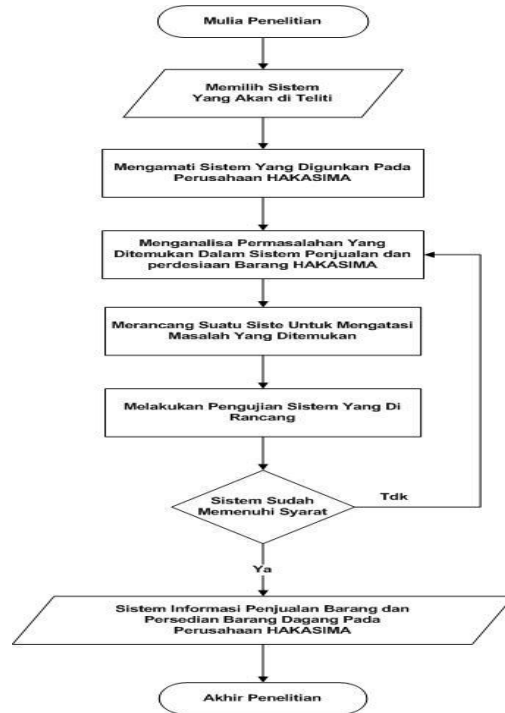 Mulia Penelitian
Memilih Sistem
Yang Akan di Teliti
Mengamati Sistem Yang Digunkan Pada
Perusahaan HAKASIMA
Menganalisa Permasalahan Yang
Ditemukan Dalam Sistem Penjualan dan
perdesiaan Barang HAKASIMA
Merancang Suatu Siste Untuk Mengatasi
Masalah Yang Ditemukan
Melakukan Pengujian Sistem Yang Di
Rancang
Sistem Sudah
Memenuhi Syarat
Tdk
Ya
Sistem Informasi Penjualan Barang dan
Persedian Barang Dagang Pada
Perusahaan HAKASIMA
Akhir Penelitian